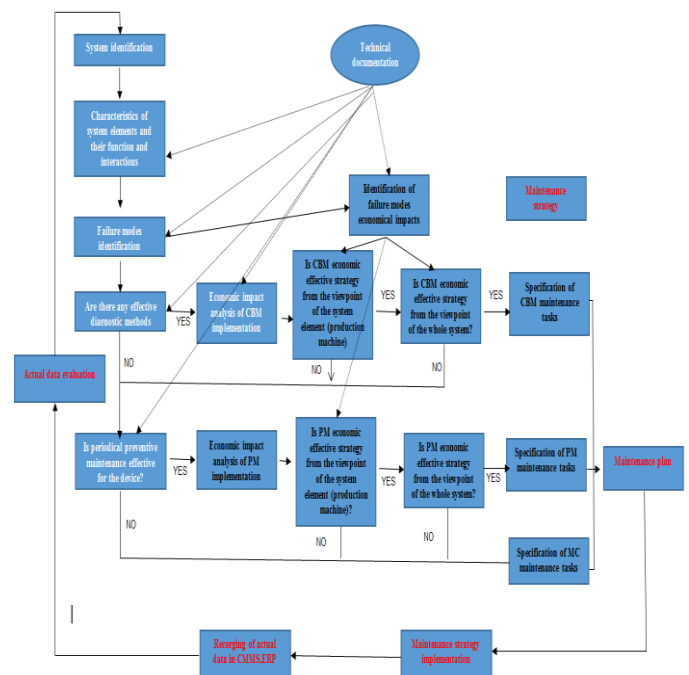 System identification
Technical
documentation
Characteristics of
system elements and
their function and
interactions
Identification of
failure modes
economical impacts
Maintenance
strategy
Failure modes
identification
Are there any effective
diagnostic methods
YES
Economic impact
analysis of CBM
implementation
Is CBM economic
effective strategy
from the viewpoint
of the system
element (production
machine)
YES
Is CBM economic
effective strategy
from the viewpoint
of the whole system?
YES
Specification of
CBM maintenance
tasks
NO
NO
NO
Actual data evaluation
Is periodical preventive
maintenance effective
for the device?
YES
Economic impact
analysis of PM
implementation
Is PM economic
effective strategy
from the viewpoint
of the system
element (production
machine)?
YES
Is PM economic
effective strategy
from the viewpoint
of the whole system?
YES
Specification of PM
maintenance tasks
Maintenance plan
NO
NO
NO
Specification of MC
maintenance tasks
Recorging of actual
data in CMMS,ERP
Maintenance strategy
implementation